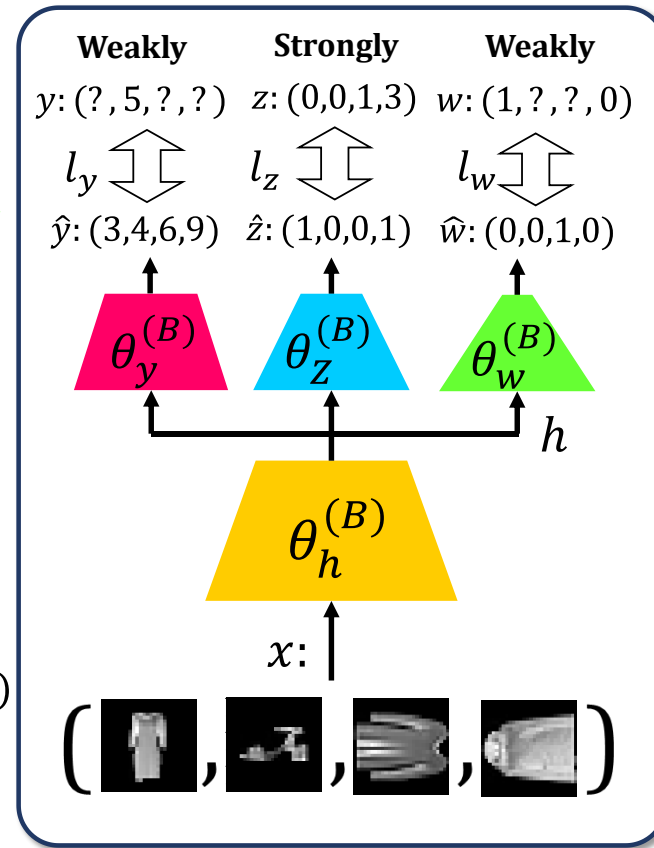 Weakly Strongly Weakly
y: (?, 5, ?, ?) z: (0,0,1,3) w: (1, ?, ?, 0)
l_y l_z l_w
ŷ: (3,4,6,9) ẑ: (1,0,0,1) ŵ: (0,0,1,0)
θ_y^(B) θ_Z^(B) θ_w^(B)
h
θ_h^(B)
x:
)
( , , , )